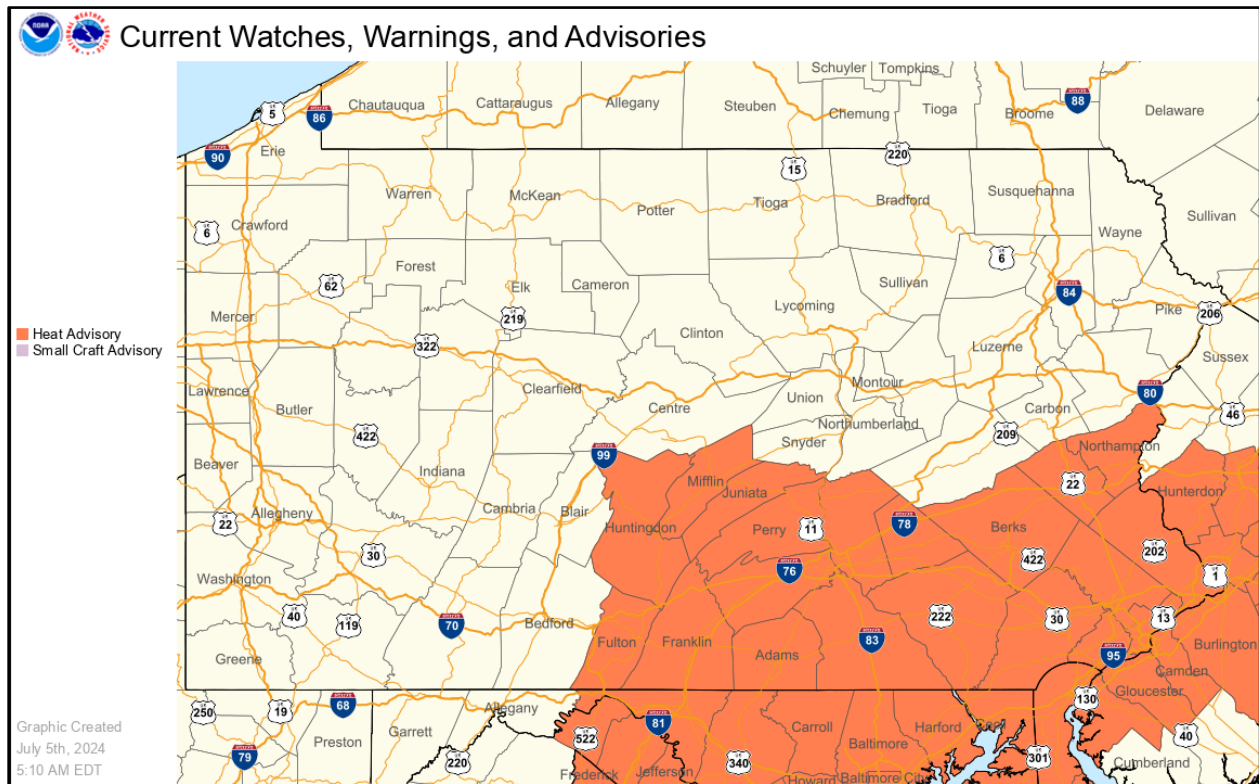 Current Watches, Warnings, and Advisories
Schuyler Tompkins
Chautauqua Cattaraugus Allegany Steuben Chemung Tioga Broome 88 Delaware
5 86
90 Erie 220
15
Warren McKean Potter Tioga Bradford Susquehanna
Crawford Sullivan
6 Wayne
Forest 6
62 Elk Cameron Sullivan
84
Mercer 219 Lycoming Pike 206
Heat Advisory
322 Clinton Luzerne
Small Craft Advisory
Sussex
Lawrence Clearfield Montour
Butler Centre Union 80
Carbon 46
422 Snyder Northumberland 209
99 Northampton
Beaver Indiana Mifflin 22 Hunterdon
Juniata
Allegheny Cambria Blair
22 Huntingdon Perry 11 78 Berks
30 422 202
Washington 76 1
40 119 70 Bedford 222 30 13
Fulton Franklin 83 Burlington
Greene Adams 95
Camden
Gloucester
250 19 68 Allegany 81 Cecil 130
Graphic Created
Garrett 522 Carroll Harford
Preston 40
July 5th, 2024
79 220 Baltimore
340 301 Cumberland
5:10 AM EDT
Frederick Jefferson Howard Baltimore City